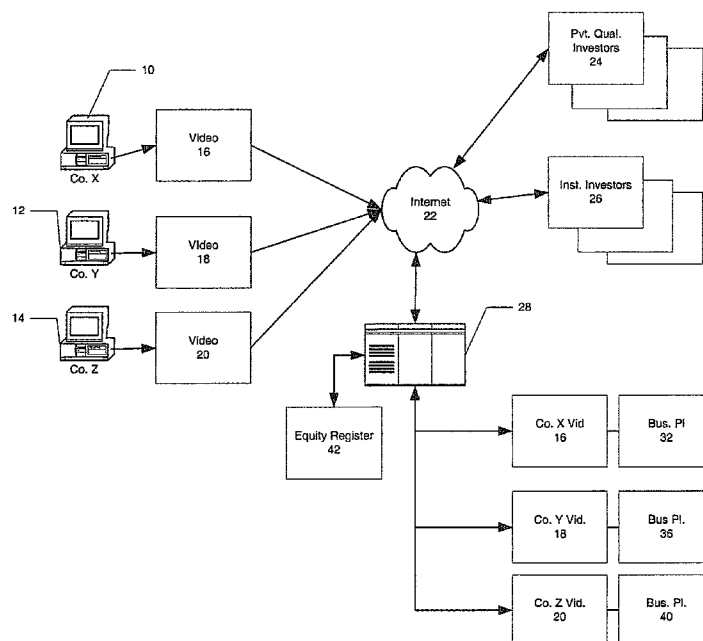 10
Pvt. Qual.
Investors
24
Video
16
Co. X
Internet
22
Inst. Investors
26
12
Video
18
Co. Y
14
Video
20
Co. Z
28
Equity Register
42
Co. X Vid
16
Bus. Pl
32
Co. Y Vid.
18
Bus Pl.
36
Co. Z Vid.
20
Bus. Pl.
40